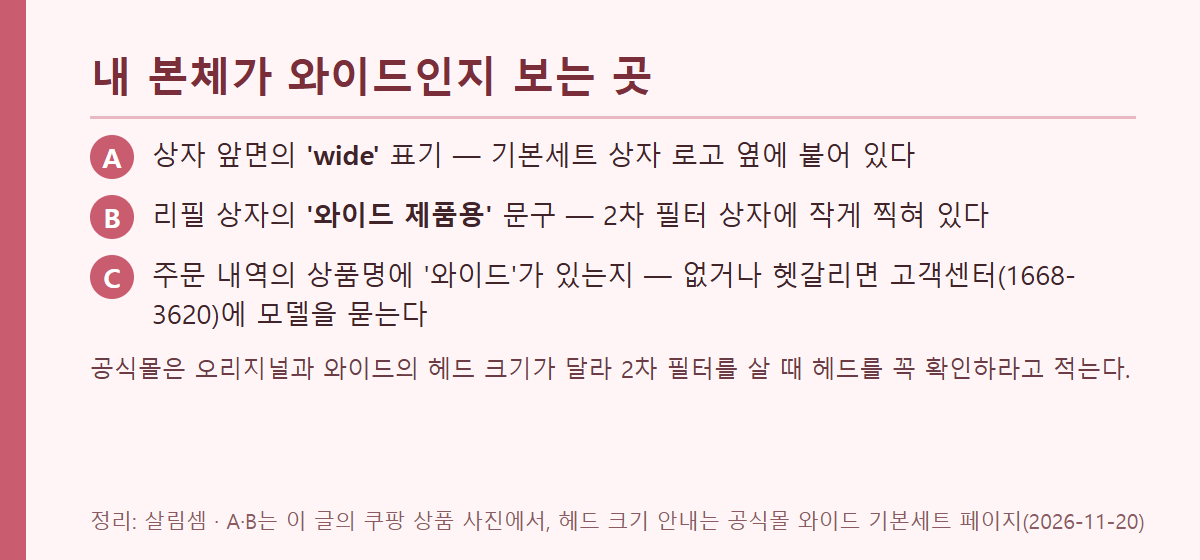 내 본체가 와이드인지 보는 곳
A 상자 앞면의 'wide' 표기 — 기본세트 상자 로고 옆에 붙어 있다
B 리필 상자의 '와이드 제품용' 문구 — 2차 필터 상자에 작게 찍혀 있다
C 주문 내역의 상품명에 '와이드'가 있는지 — 없거나 헷갈리면 고객센터(1668-
3620)에 모델을 묻는다
공식몰은 오리지널과 와이드의 헤드 크기가 달라 2차 필터를 살 때 헤드를 꼭 확인하라고 적는다.
정리: 살림셈 · A·B는 이 글의 쿠팡 상품 사진에서, 헤드 크기 안내는 공식몰 와이드 기본세트 페이지(2026-11-20)